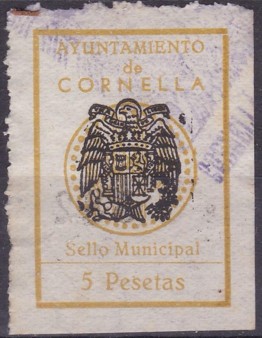 AYUNTAMIENTO
de
CORNELLA
Sello Municipal
5 Pesetas